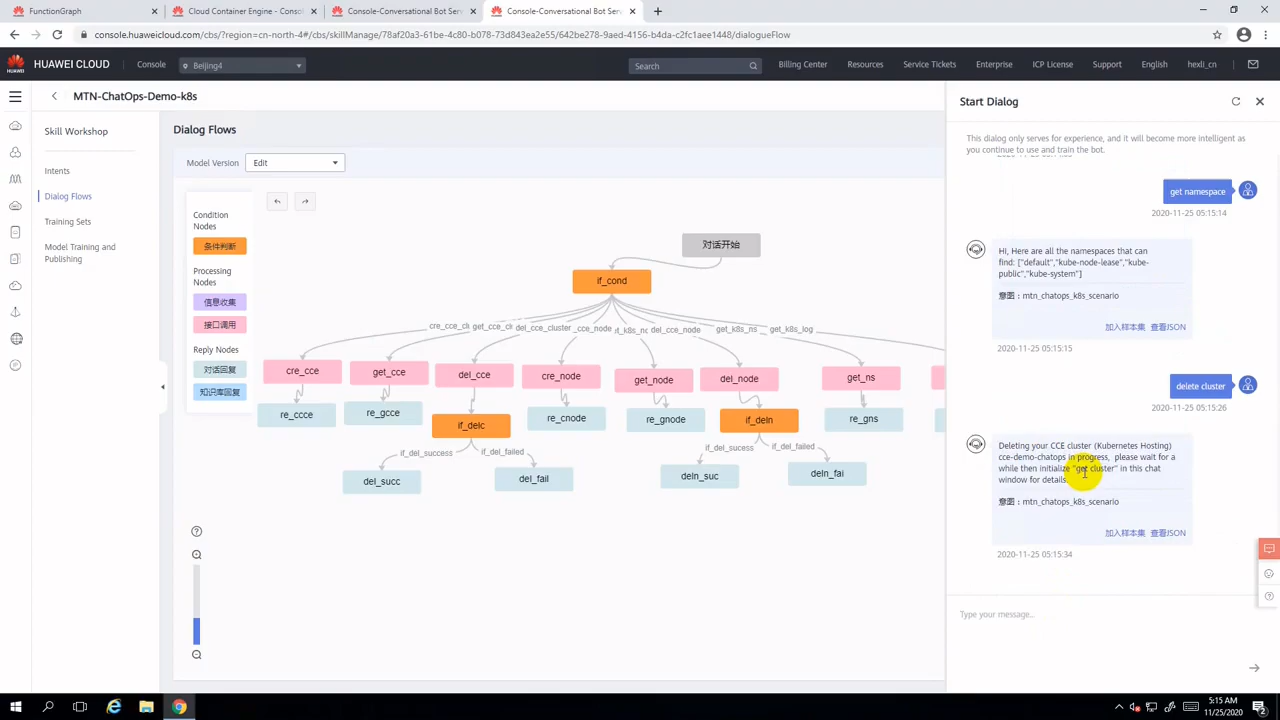 FunctionGraph
Cloud Container Engine - Conso
Console-Conversational Bot Serv
Console-Conversational Bot Serv
console.huaweicloud.com/cbs/?region=cn-north-4#/cbs/skillManage/78af20a3-61be-4c80-b078-73d843ea2e55/642be278-9aed-4156-b4da-c2fc1aee1448/dialogueFlow
HUAWEI
HUAWEI CLOUD
Console
Beijing4
Search
Billing Center
Resources
Service Tickets
Enterprise
ICP License
Support
English
hexli_cn
MTN-ChatOps-Demo-k8s
Skill Workshop
Intents
Dialog Flows
Training Sets
Model Training and
Publishing
Dialog Flows
Model Version
Edit
Condition
Nodes
条件判断
Processing
Nodes
信息收集
接口调用
Reply Nodes
对话回复
知识库回复
对话开始
if_cond
get_cce_cl
del_cce_cluster
_cce_node
del_cce_node
get_k8s_ns
get_k8s_log
cre_cce
get_cce
del_cce
cre_node
get_node
del_node
get_ns
re_ccce
re_gcce
if_delc
re_cnode
re_gnode
if_deln
re_gns
if_del_success
if_del_failed
if_del_success
if_del_failed
del_succ
del_fail
deln_suc
deln_fai
Start Dialog
This dialog only serves for experience, and it will become more intelligent as
you continue to use and train the bot.
get namespace
2020-11-25 05:15:14
HI, Here are all the namespaces that can
find: ["default","kube-node-lease","kube-
public","kube-system"]
意图：mtn_chatops_k8s_scenario
加入样本集 查看JSON
2020-11-25 05:15:15
delete cluster
2020-11-25 05:15:26
Deleting your CCE cluster (Kubernetes Hosting)
cce-demo-chatops in progress, please wait for a
while then initialize "get cluster" in this chat
window for details.
意图：mtn_chatops_k8s_scenario
加入样本集 查看JSON
2020-11-25 05:15:34
Type your message...
5:15 AM
11/25/2020
2